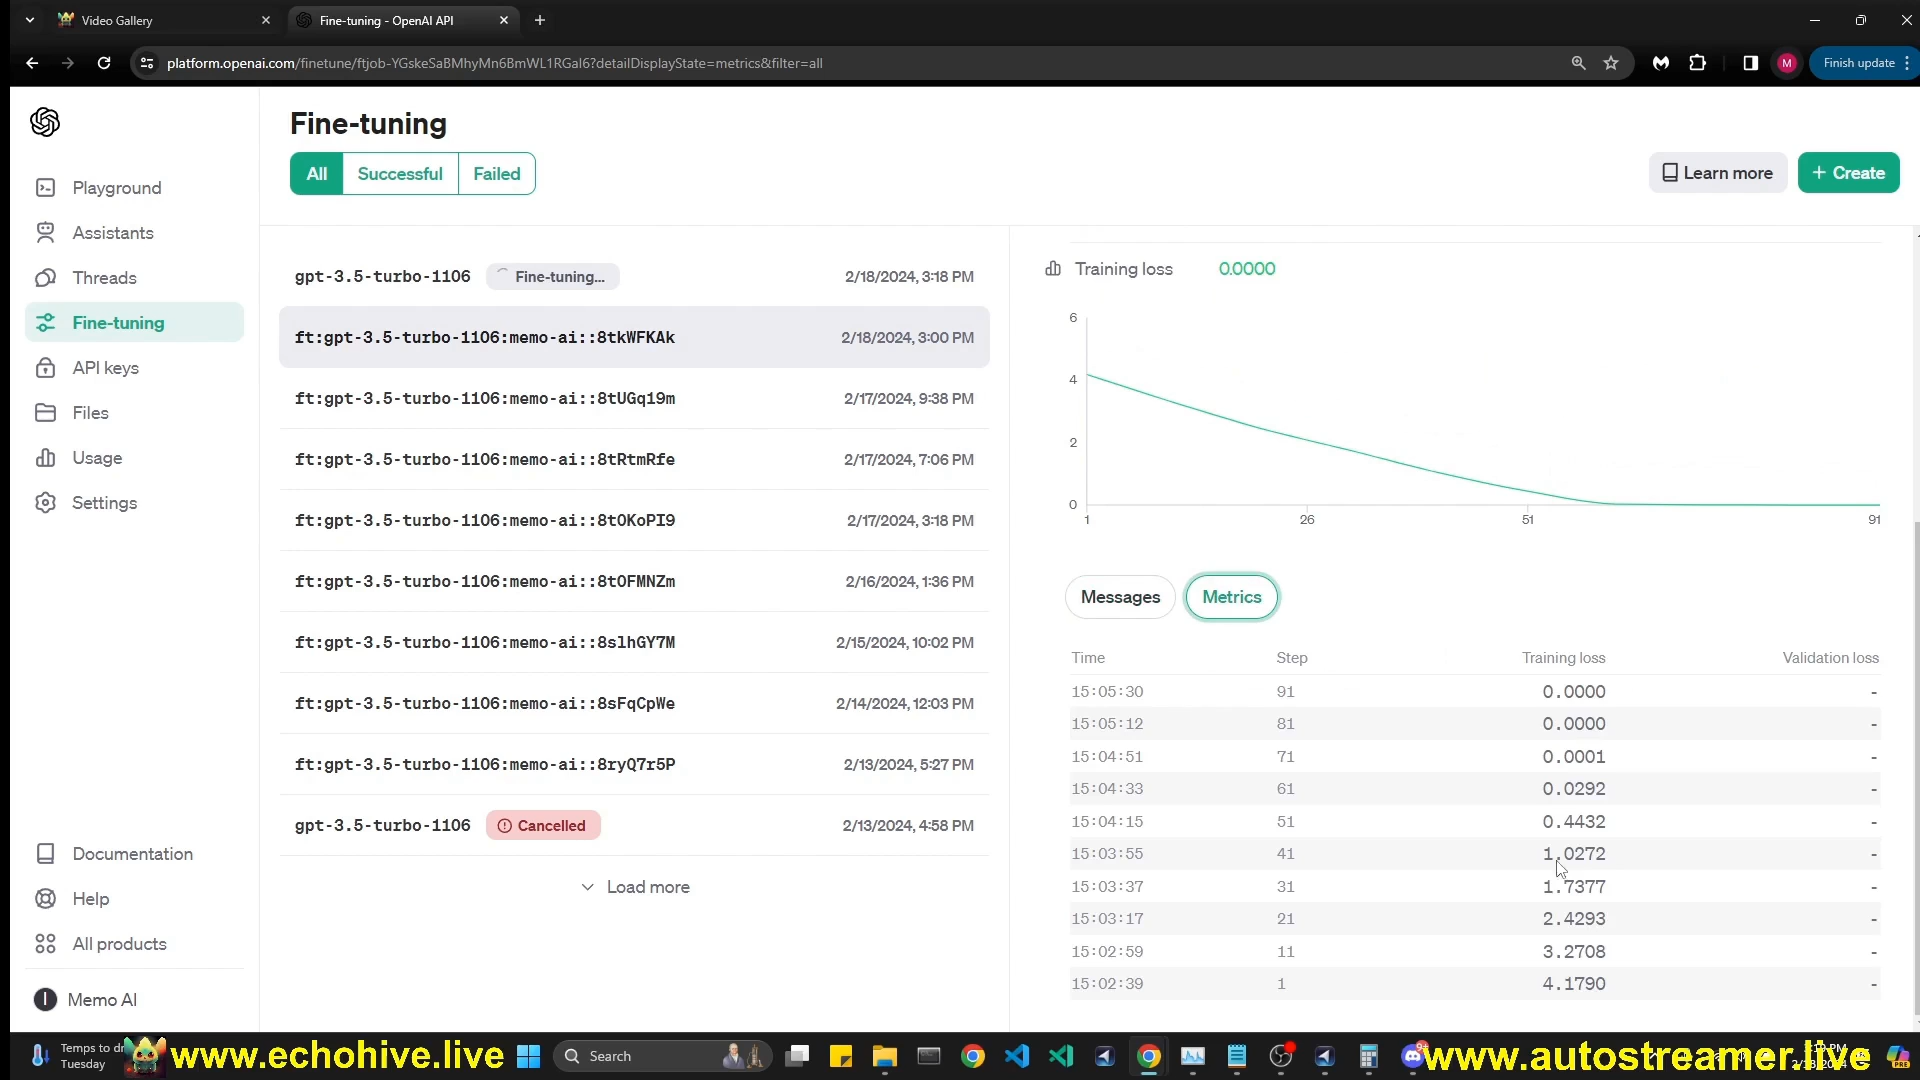 Video Gallery
Fine-tuning - OpenAI API
platform.openai.com/finetune/ftjob-YGskeSaBMhyMn6BmWL1RGal6?detailDisplayState=metrics&filter=all
M
Finish update
Fine-tuning
All
Successful
Failed
Learn more
+ Create
Playground
Assistants
Threads
Fine-tuning
API keys
Files
Usage
Settings
Documentation
Help
All products
I
Memo AI
gpt-3.5-turbo-1106 Fine-tuning... 2/18/2024, 3:18 PM
ft:gpt-3.5-turbo-1106:memo-ai::8tkWFKAk 2/18/2024, 3:00 PM
ft:gpt-3.5-turbo-1106:memo-ai::8tUGqi9m 2/17/2024, 9:38 PM
ft:gpt-3.5-turbo-1106:memo-ai::8tRtmRfe 2/17/2024, 7:06 PM
ft:gpt-3.5-turbo-1106:memo-ai::8tOKoPI9 2/17/2024, 3:18 PM
ft:gpt-3.5-turbo-1106:memo-ai::8tOFMNZm 2/16/2024, 1:36 PM
ft:gpt-3.5-turbo-1106:memo-ai::8slhGY7M 2/15/2024, 10:02 PM
ft:gpt-3.5-turbo-1106:memo-ai::8sFqCpWe 2/14/2024, 12:03 PM
ft:gpt-3.5-turbo-1106:memo-ai::8ryQ7r5P 2/13/2024, 5:27 PM
gpt-3.5-turbo-1106 Cancelled 2/13/2024, 4:58 PM
Load more
Training loss 0.0000
6
4
2
0
1 26 51 91
Messages
Metrics
Time Step Training loss Validation loss
15:05:30 91 0.0000 -
15:05:12 81 0.0000 -
15:04:51 71 0.0001 -
15:04:33 61 0.0292 -
15:04:15 51 0.4432 -
15:03:55 41 1.0272 -
15:03:37 31 1.7377 -
15:03:17 21 2.4293 -
15:02:59 11 3.2708 -
15:02:39 1 4.1790 -
Temps to
Tuesday
www.echohive.live
Search
www.autostreamer.live
PRE